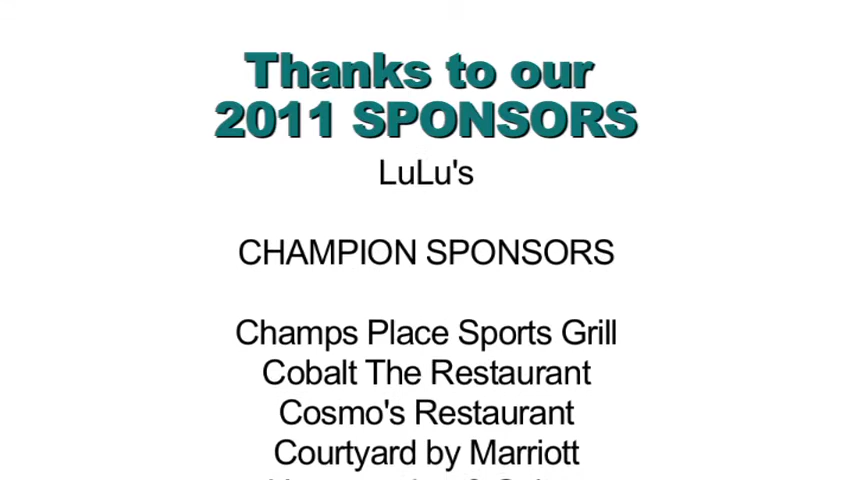 Thanks to our
2011 SPONSORS
LuLu's
CHAMPION SPONSORS
Champs Place Sports Grill
Cobalt The Restaurant
Cosmo's Restaurant
Courtyard by Marriott